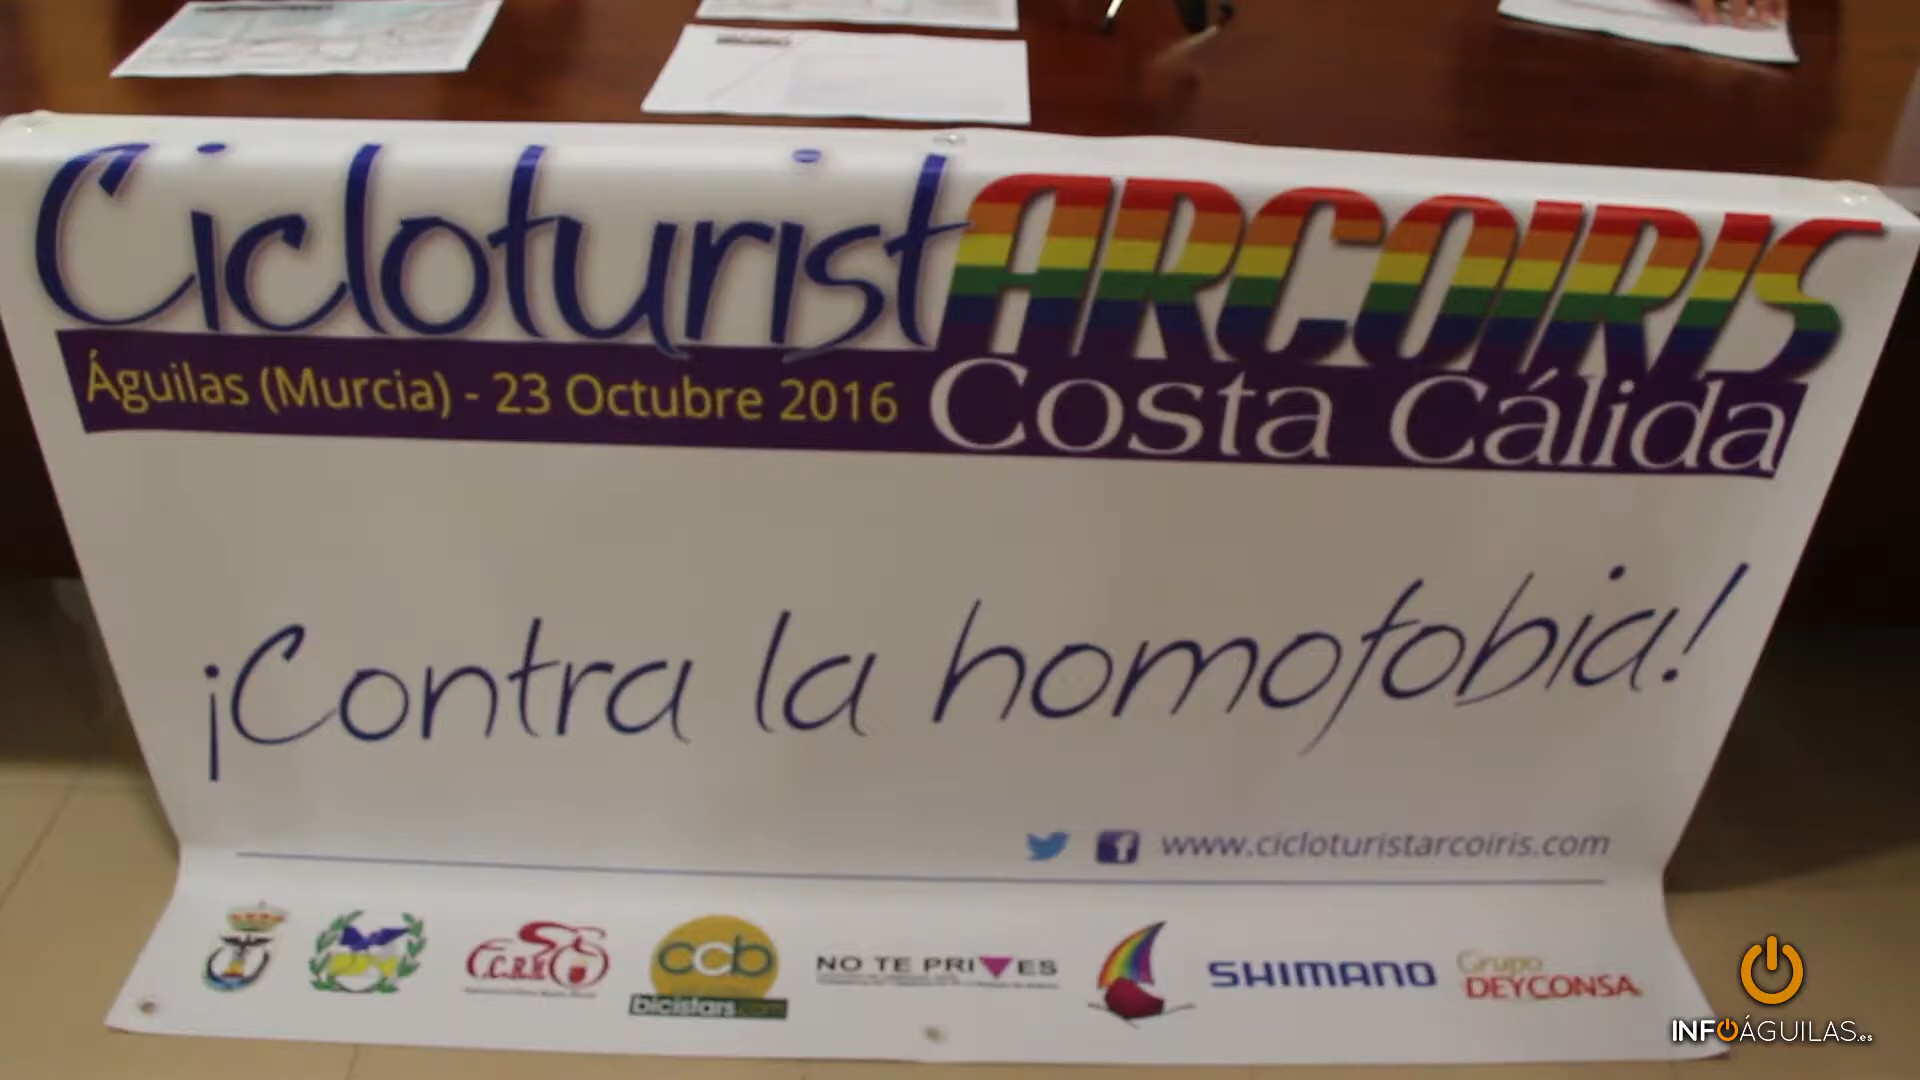 CicloturistARCOIRIS
Águilas (Murcia) - 23 Octubre 2016
Costa Cálida
¡Contra la homofobia!
www.cicloturistarcoiris.com
ccb
bicistars.com
NO TE PRIVES
SHIMANO
Grupo
DEYCONSA
INFOÁGUILAS.es